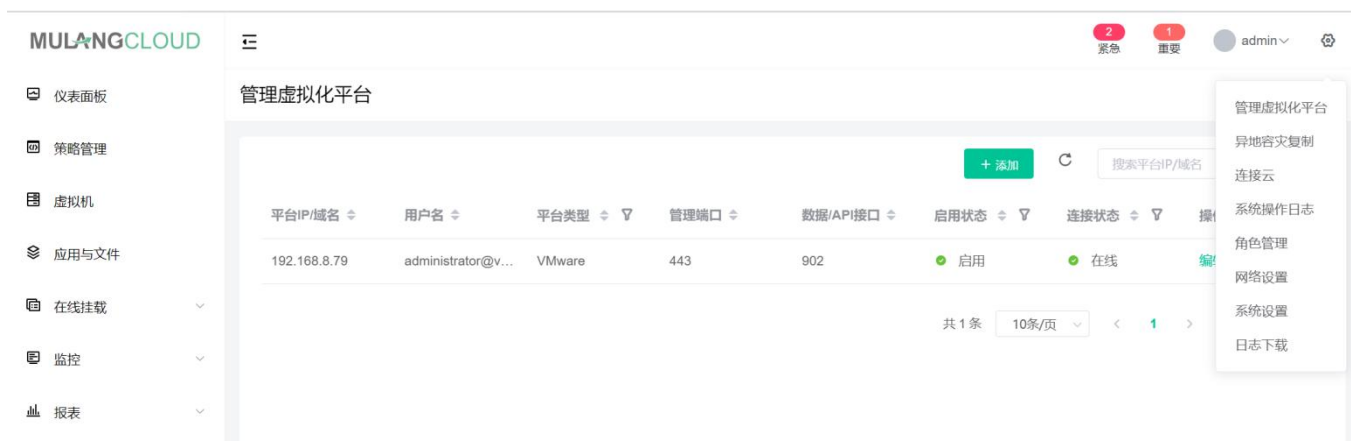 MULANGCLOUD
2
紧急
1
重要
admin
仪表面板
策略管理
虚拟机
应用与文件
在线挂载
监控
报表
管理虚拟化平台
+ 添加
搜索平台IP/域名
平台IP/域名 用户名 平台类型 管理端口 数据/API接口 启用状态 连接状态
192.168.8.79 administrator@v... VMware 443 902 启用 在线
共 1 条 10条/页 < 1 >
管理虚拟化平台
异地容灾复制
连接云
系统操作日志
角色管理
网络设置
系统设置
日志下载